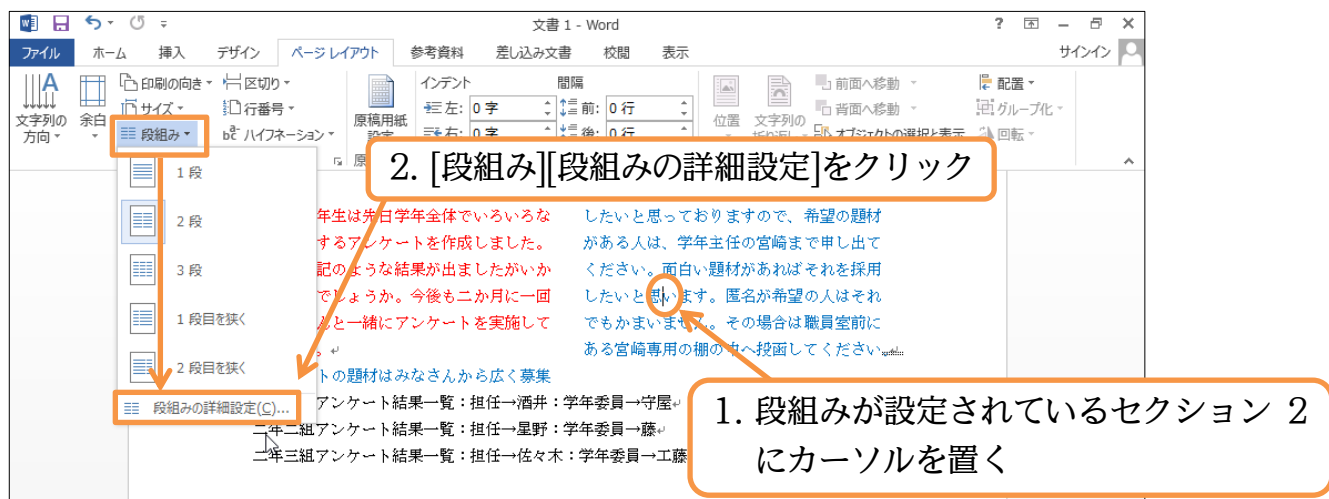 文書 1 - Word
ファイル ホーム 挿入 デザイン ページ レイアウト 参考資料 差し込み文書 校閲 表示 サインイン
文字列の方向 余白 印刷の向き サイズ 段組み
区切り 行番号 ハイフネーション
原稿用紙設定
インデント 間隔
左: 0 字 前: 0 行
右: 0 字 後: 0 行
位置 文字列の折り返し 前面へ移動 背面へ移動 オブジェクトの選択と表示
配置 グループ化 回転
2. [段組み][段組みの詳細設定]をクリック
1 段
2 段
3 段
1 段目を狭く
2 段目を狭く
段組みの詳細設定(C)...
年生は先日学年全体でいろいろな
するアンケートを作成しました。
記のような結果が出ましたがいか
でしょうか。今後も二か月に一回
んと一緒にアンケートを実施して
。
トの題材はみなさんから広く募集
したいと思っておりますので、希望の題材
がある人は、学年主任の宮崎まで申し出て
ください。面白い題材があればそれを採用
したいと思います。匿名が希望の人はそれ
でもかまいません。その場合は職員室前に
ある宮崎専用の棚の中へ投函してください。
アンケート結果一覧：担任→酒井：学年委員→守屋
二年二組アンケート結果一覧：担任→星野：学年委員→藤
二年三組アンケート結果一覧：担任→佐々木：学年委員→工藤
1. 段組みが設定されているセクション 2
にカーソルを置く